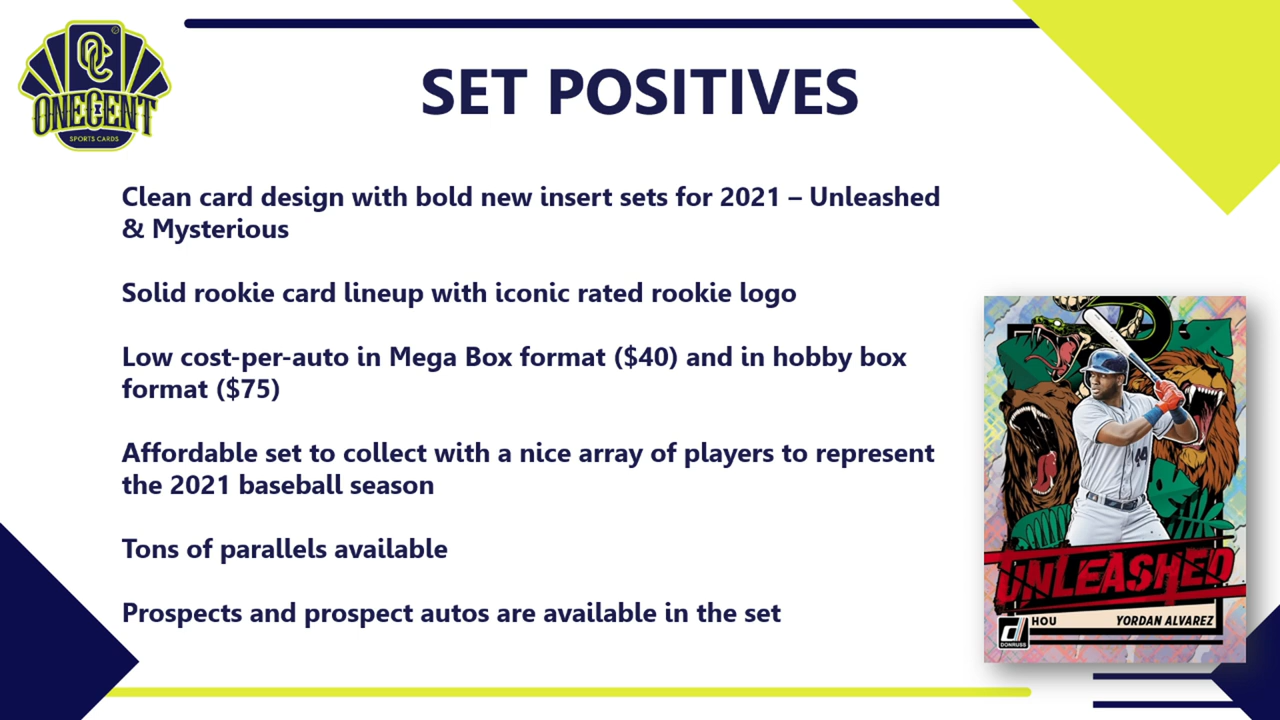 OC
ONECENT
SPORTS CARDS
SET POSITIVES
Clean card design with bold new insert sets for 2021 – Unleashed
& Mysterious
Solid rookie card lineup with iconic rated rookie logo
Low cost-per-auto in Mega Box format ($40) and in hobby box
format ($75)
Affordable set to collect with a nice array of players to represent
the 2021 baseball season
Tons of parallels available
Prospects and prospect autos are available in the set
44
UNLEASHED
d
DONRUSS
HOU
YORDAN ALVAREZ